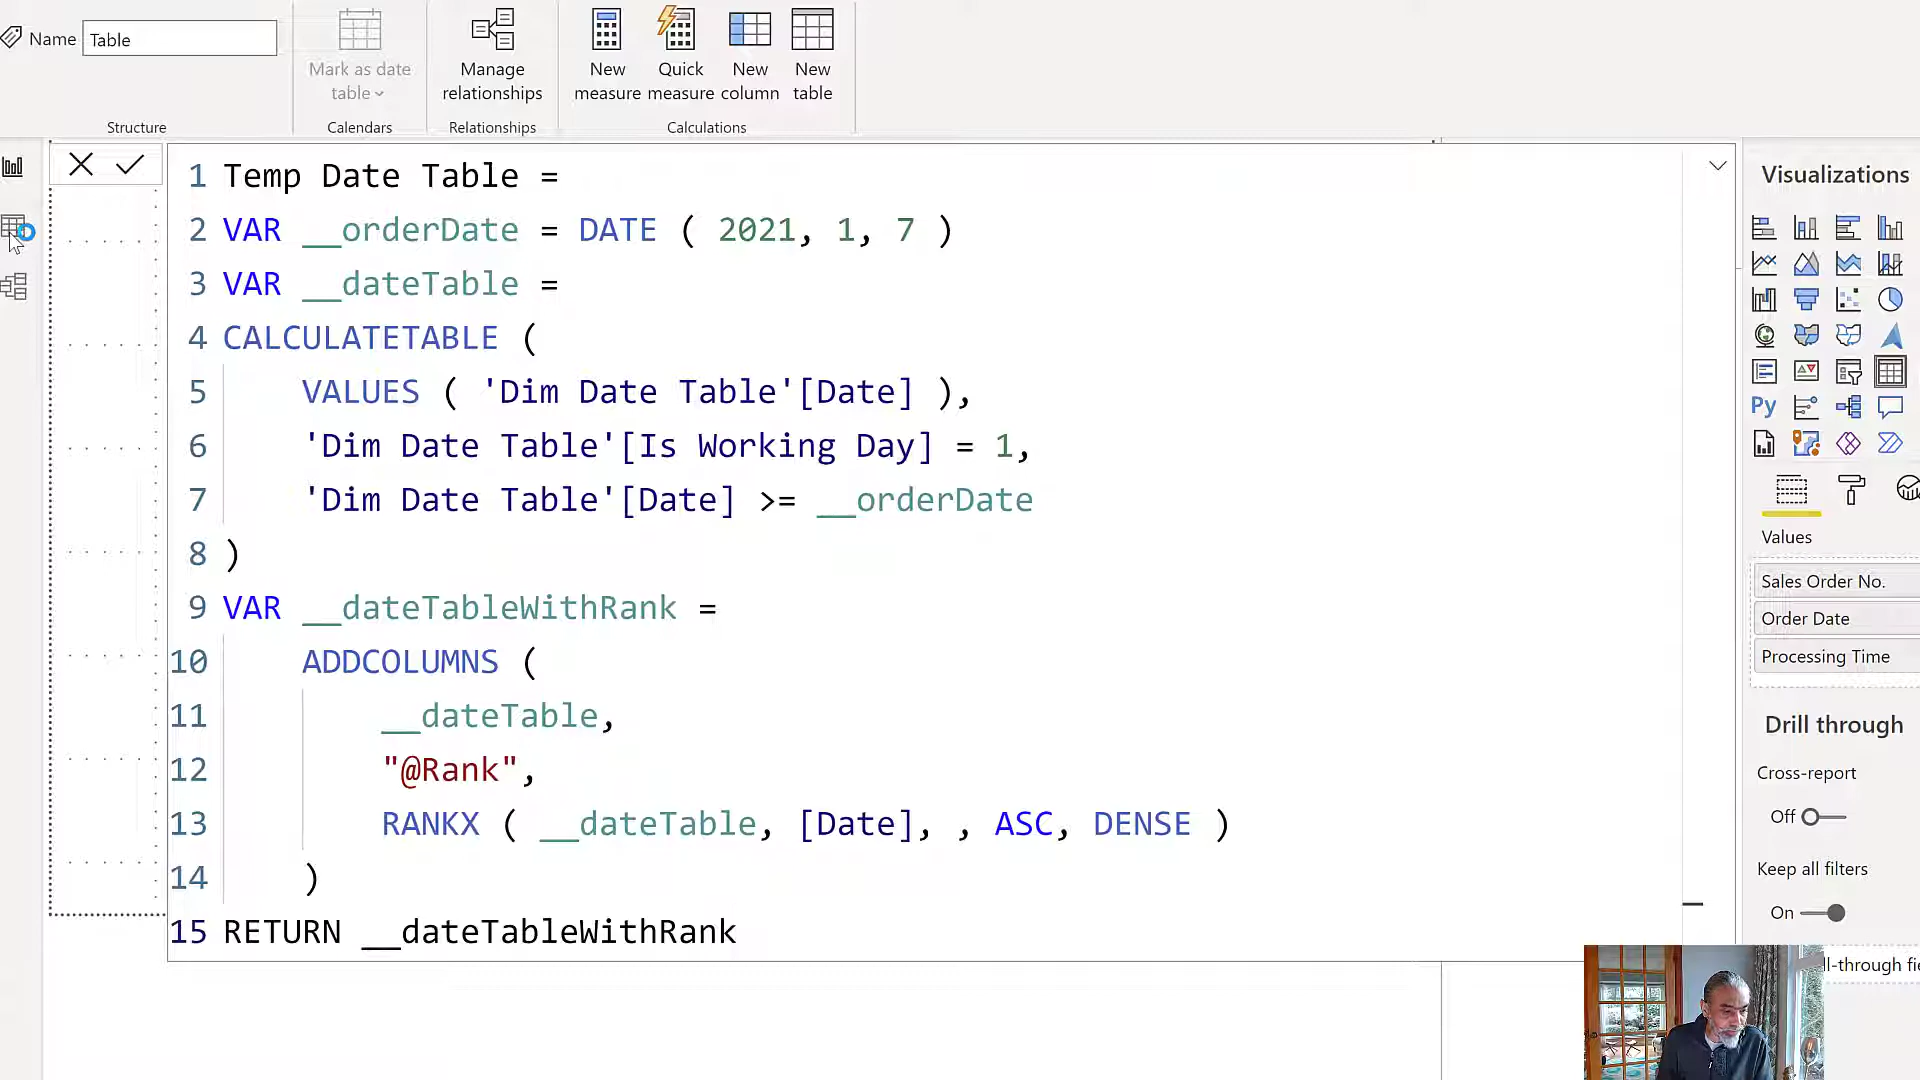 Name Table
Mark as date table
Manage relationships
New measure
Quick measure
New column
New table
Structure
Calendars
Relationships
Calculations
1 Temp Date Table =
2 VAR __orderDate = DATE ( 2021, 1, 7 )
3 VAR __dateTable =
4 CALCULATETABLE (
5 VALUES ( 'Dim Date Table'[Date] ),
6 'Dim Date Table'[Is Working Day] = 1,
7 'Dim Date Table'[Date] >= __orderDate
8 )
9 VAR __dateTableWithRank =
10 ADDCOLUMNS (
11 __dateTable,
12 "@Rank",
13 RANKX ( __dateTable, [Date], , ASC, DENSE )
14 )
15 RETURN __dateTableWithRank
Visualizations
Py
Values
Sales Order No.
Order Date
Processing Time
Drill through
Cross-report
Off
Keep all filters
On
ll-through fie